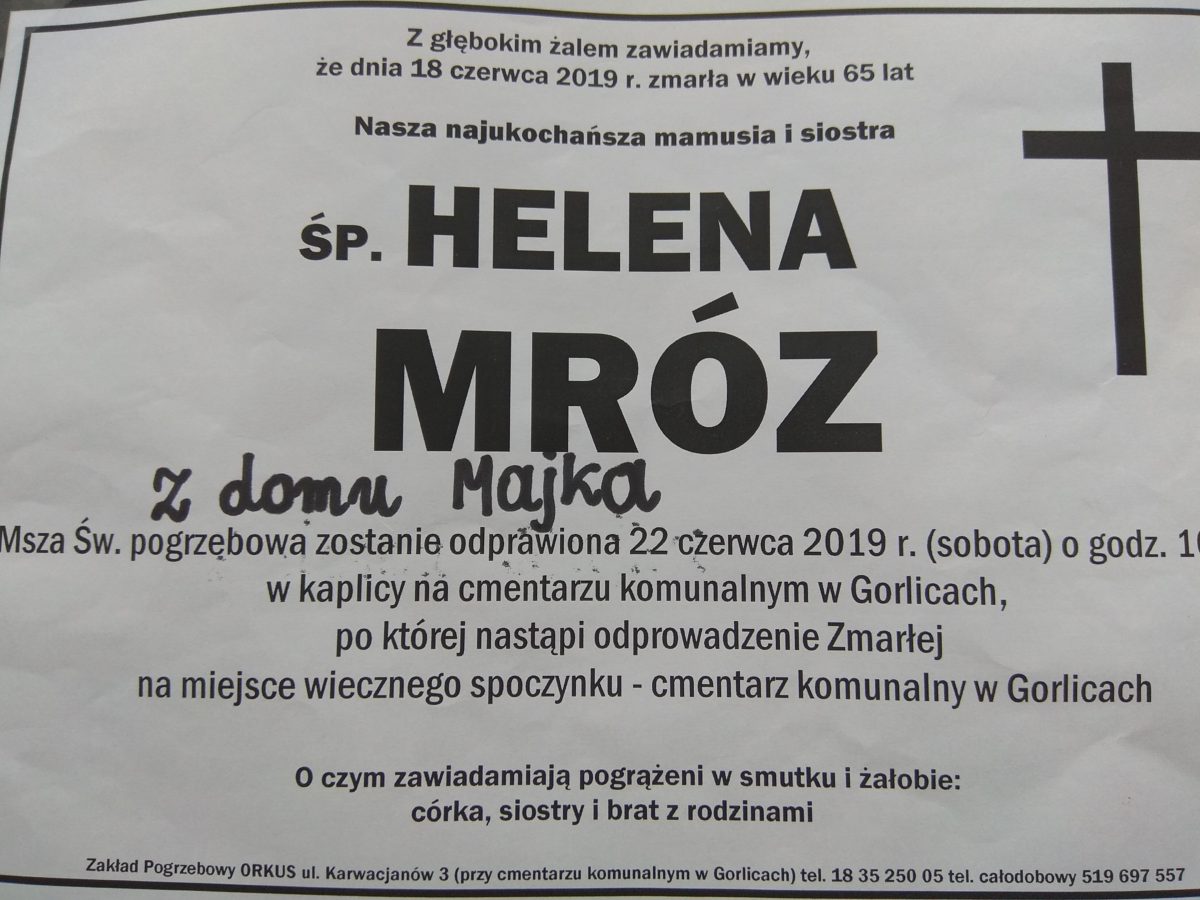 Z głębokim żalem zawiadamiamy,
że dnia 18 czerwca 2019 r. zmarła w wieku 65 lat
Nasza najukochańsza mamusia i siostra
ŚP. HELENA
MRÓZ
z domu Majka
Msza Św. pogrzebowa zostanie odprawiona 22 czerwca 2019 r. (sobota) o godz.
w kaplicy na cmentarzu komunalnym w Gorlicach,
po której nastąpi odprowadzenie Zmarłej
na miejsce wiecznego spoczynku - cmentarz komunalny w Gorlicach
O czym zawiadamiają pogrążeni w smutku i żałobie:
córka, siostry i brat z rodzinami
Zakład Pogrzebowy ORKUS ul. Karwacjanów 3 (przy cmentarzu komunalnym w Gorlicach) tel. 18 35 250 05 tel. całodobowy 519 697 557